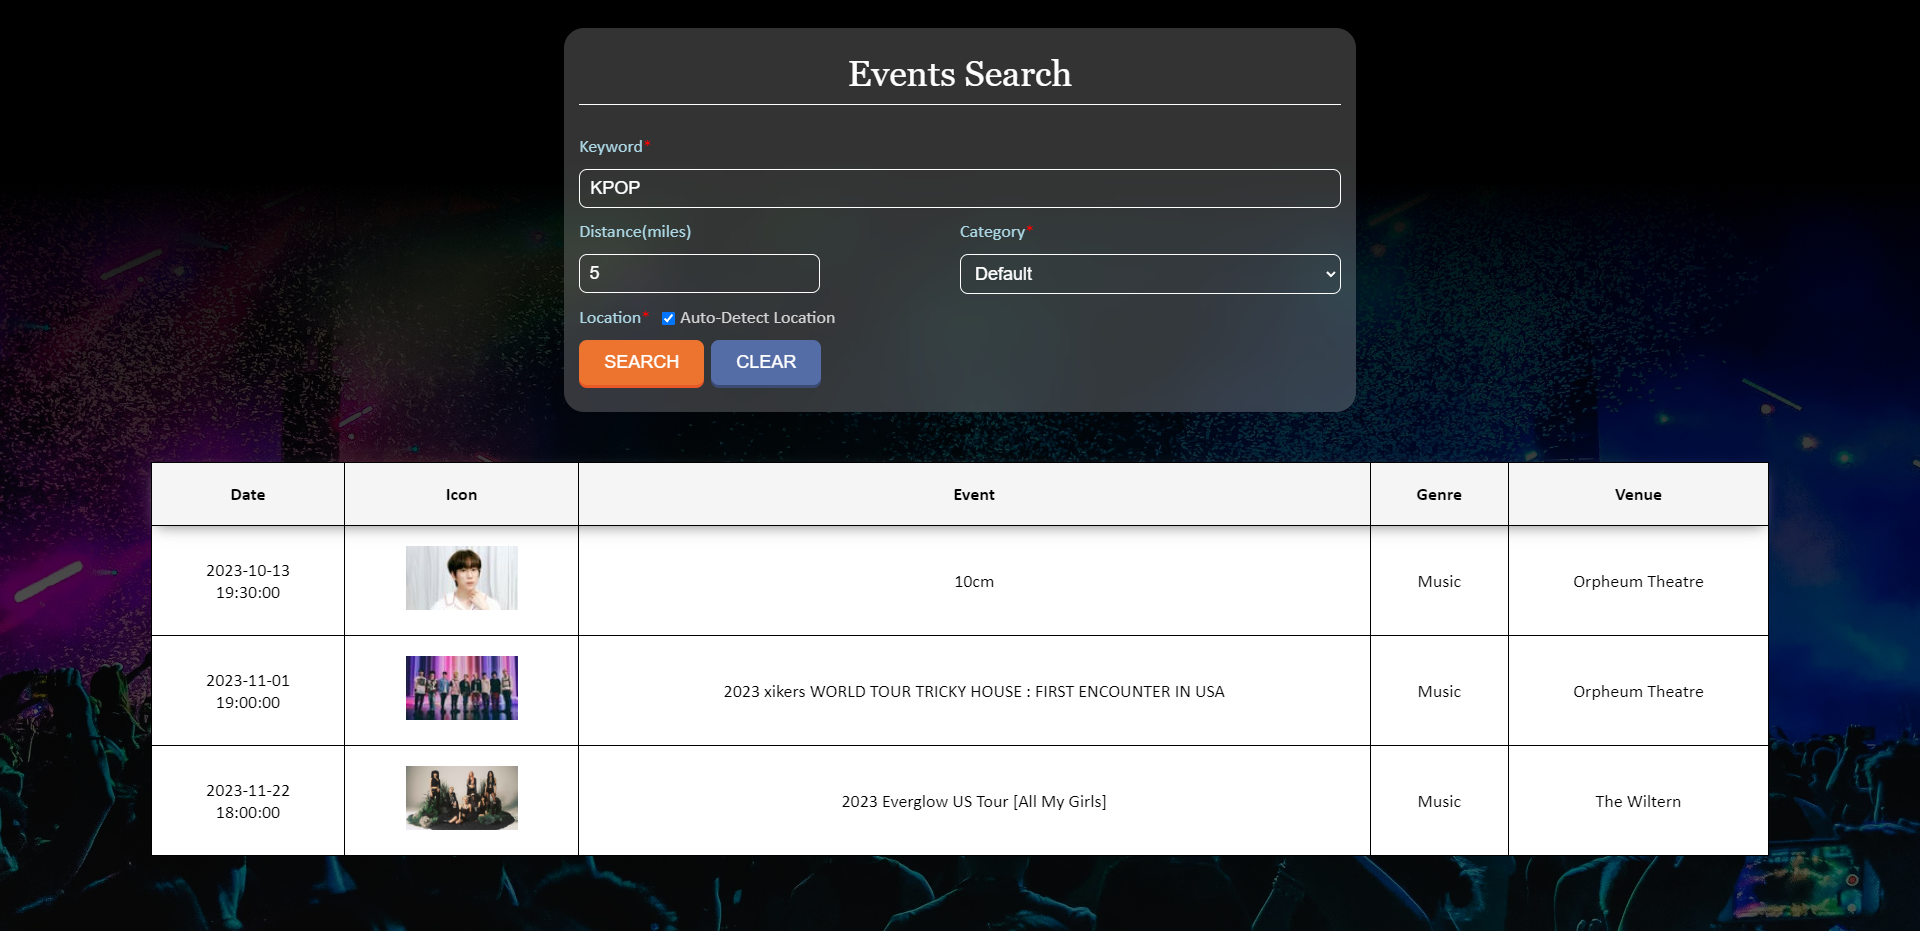 Events Search
Keyword*
KPOP
Distance(miles)
Category*
5
Default
Location*
Auto-Detect Location
SEARCH
CLEAR
Date
Icon
Event
Genre
Venue
2023-10-13
19:30:00
10cm
Music
Orpheum Theatre
2023-11-01
19:00:00
2023 xikers WORLD TOUR TRICKY HOUSE : FIRST ENCOUNTER IN USA
Music
Orpheum Theatre
2023-11-22
18:00:00
2023 Everglow US Tour [All My Girls]
Music
The Wiltern